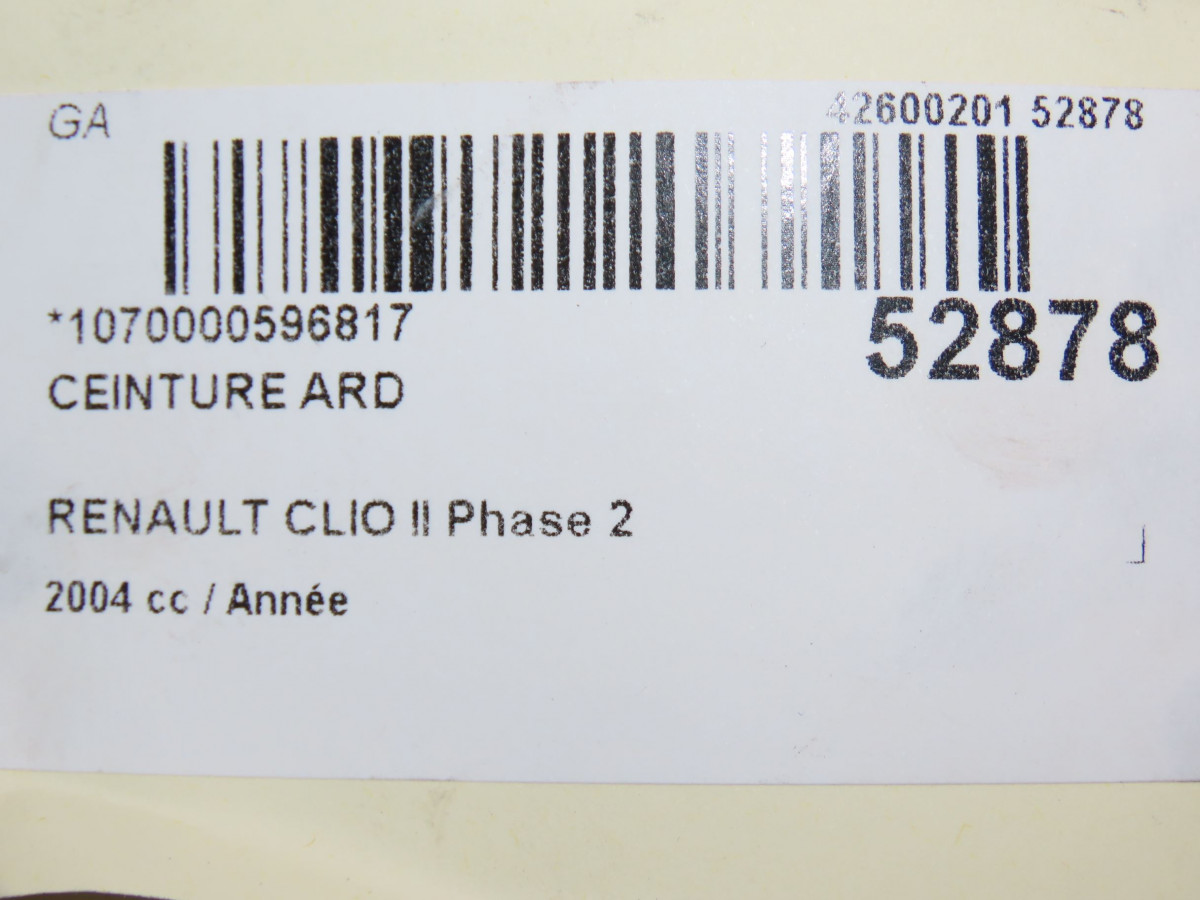 GA 42600201 52878
*1070000596817 52878
CEINTURE ARD
RENAULT CLIO II Phase 2
2004 cc / Année